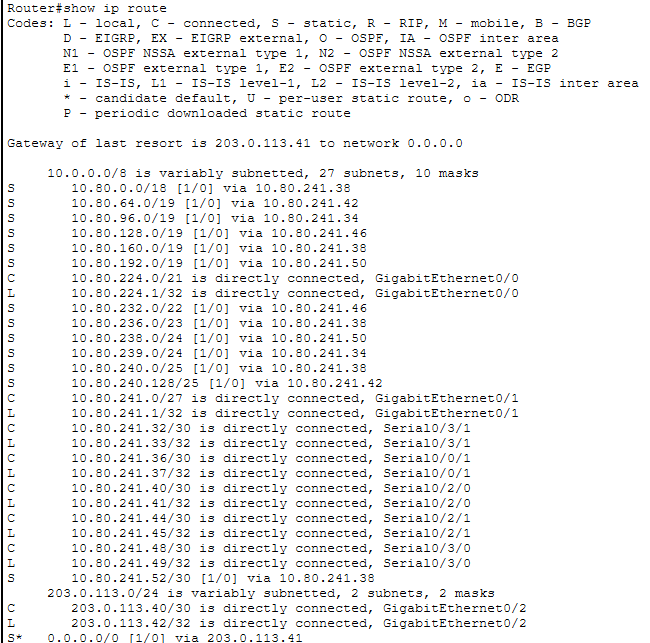 Router#show ip route
Codes: L - local, C - connected, S - static, R - RIP, M - mobile, B - BGP
       D - EIGRP, EX - EIGRP external, O - OSPF, IA - OSPF inter area
       N1 - OSPF NSSA external type 1, N2 - OSPF NSSA external type 2
       E1 - OSPF external type 1, E2 - OSPF external type 2, E - EGP
       i - IS-IS, L1 - IS-IS level-1, L2 - IS-IS level-2, ia - IS-IS inter area
       * - candidate default, U - per-user static route, o - ODR
       P - periodic downloaded static route

Gateway of last resort is 203.0.113.41 to network 0.0.0.0

     10.0.0.0/8 is variably subnetted, 27 subnets, 10 masks
S       10.80.0.0/18 [1/0] via 10.80.241.38
S       10.80.64.0/19 [1/0] via 10.80.241.42
S       10.80.96.0/19 [1/0] via 10.80.241.34
S       10.80.128.0/19 [1/0] via 10.80.241.46
S       10.80.160.0/19 [1/0] via 10.80.241.38
S       10.80.192.0/19 [1/0] via 10.80.241.50
C       10.80.224.0/21 is directly connected, GigabitEthernet0/0
L       10.80.224.1/32 is directly connected, GigabitEthernet0/0
S       10.80.232.0/22 [1/0] via 10.80.241.46
S       10.80.236.0/23 [1/0] via 10.80.241.38
S       10.80.238.0/24 [1/0] via 10.80.241.50
S       10.80.239.0/24 [1/0] via 10.80.241.34
S       10.80.240.0/25 [1/0] via 10.80.241.38
S       10.80.240.128/25 [1/0] via 10.80.241.42
C       10.80.241.0/27 is directly connected, GigabitEthernet0/1
L       10.80.241.1/32 is directly connected, GigabitEthernet0/1
C       10.80.241.32/30 is directly connected, Serial0/3/1
L       10.80.241.33/32 is directly connected, Serial0/3/1
C       10.80.241.36/30 is directly connected, Serial0/0/1
L       10.80.241.37/32 is directly connected, Serial0/0/1
C       10.80.241.40/30 is directly connected, Serial0/2/0
L       10.80.241.41/32 is directly connected, Serial0/2/0
C       10.80.241.44/30 is directly connected, Serial0/2/1
L       10.80.241.45/32 is directly connected, Serial0/2/1
C       10.80.241.48/30 is directly connected, Serial0/3/0
L       10.80.241.49/32 is directly connected, Serial0/3/0
S       10.80.241.52/30 [1/0] via 10.80.241.38
     203.0.113.0/24 is variably subnetted, 2 subnets, 2 masks
C       203.0.113.40/30 is directly connected, GigabitEthernet0/2
L       203.0.113.42/32 is directly connected, GigabitEthernet0/2
S*   0.0.0.0/0 [1/0] via 203.0.113.41